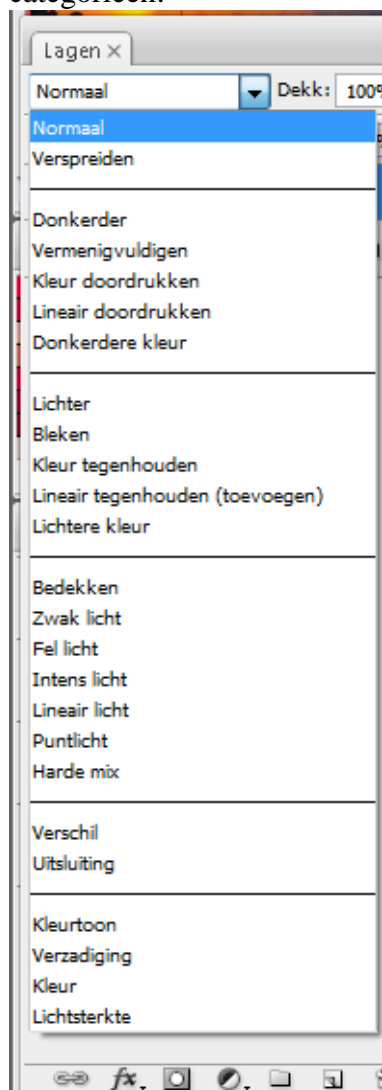 categorieën.
Lagen ×
Normaal Dekk: 100%
Normaal
Verspreiden
Donkerder
Vermenigvuldigen
Kleur doordrukken
Lineair doordrukken
Donkerdere kleur
Lichter
Bleken
Kleur tegenhouden
Lineair tegenhouden (toevoegen)
Lichtere kleur
Bedekken
Zwak licht
Fel licht
Intens licht
Lineair licht
Puntlicht
Harde mix
Verschil
Uitsluiting
Kleurtoon
Verzadiging
Kleur
Lichtsterkte
fx.